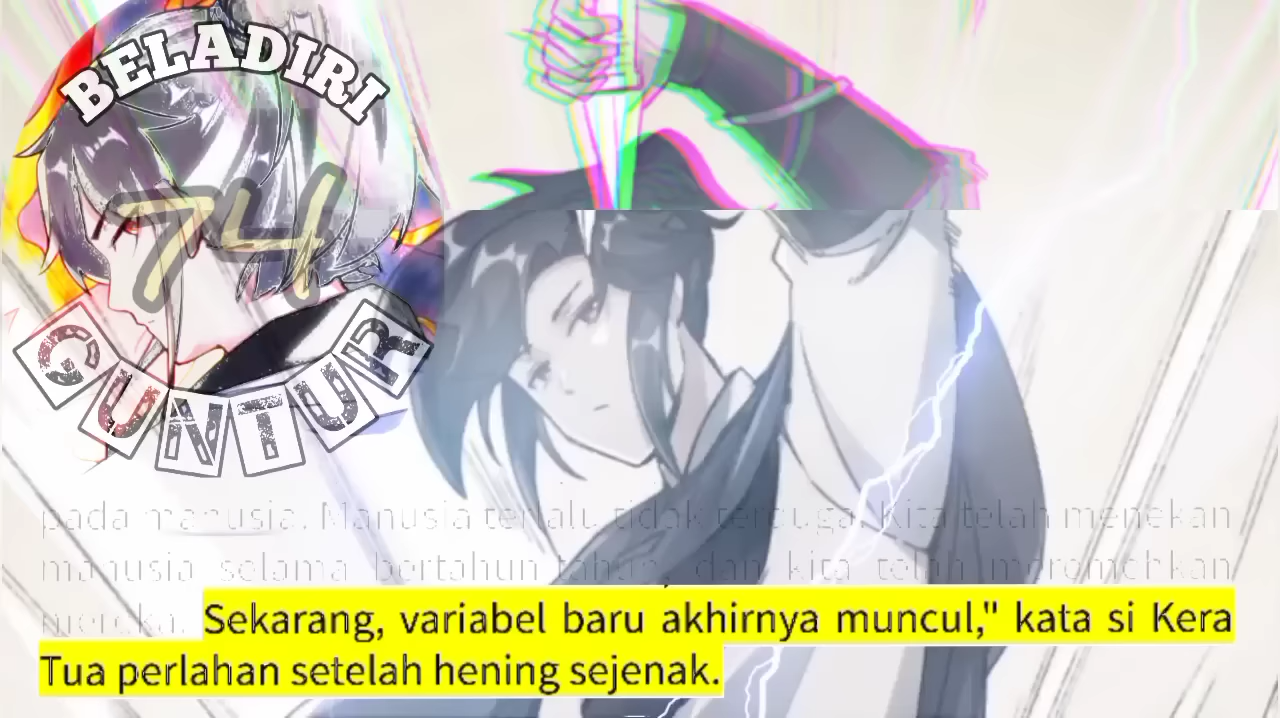 BELADIRI
74
GUNTUR
pada manusia. Manusia terlalu tidak terduga. Kita telah menekan
manusia selama bertahun tahun, dan kita telah meremehkan
mereka. Sekarang, variabel baru akhirnya muncul," kata si Kera
Tua perlahan setelah hening sejenak.